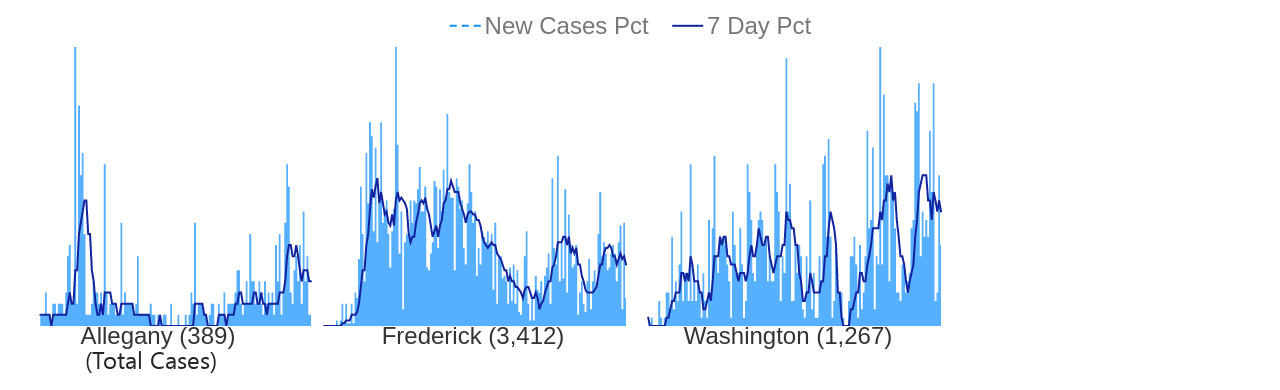 New Cases Pct 7 Day Pct
Allegany (389) Frederick (3,412) Washington (1,267)
(Total Cases)